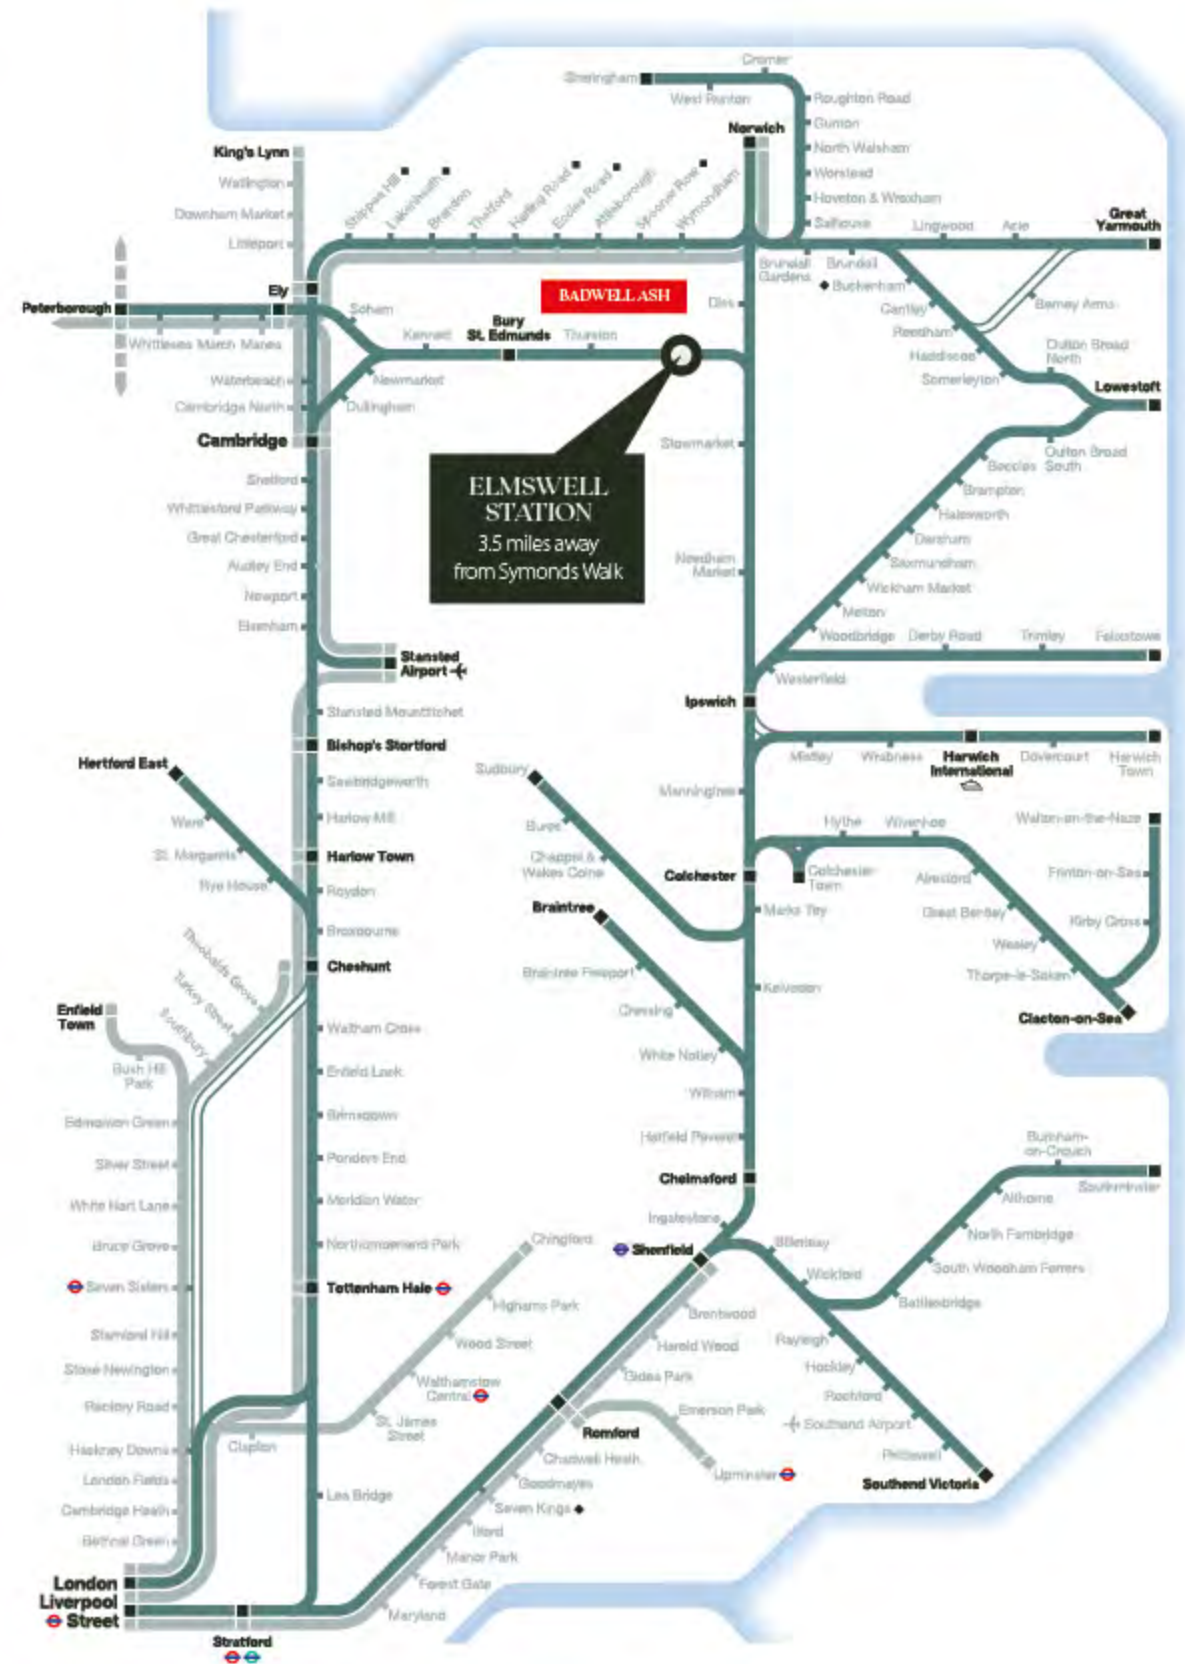 Cromer
Sheringham
West Runton
Roughton Road
Gunton
North Walsham
Worstead
Hoveton & Wroxham
Salhouse
Norwich
King's Lynn
Watlington
Downham Market
Littleport
Shippea Hill
Lakenheath
Brandon
Thetford
Harling Road
Eccles Road
Attleborough
Spooner Row
Wymondham
Lingwood
Acle
Great
Yarmouth
Brundall
Gardens
Brundall
Buckenham
Cantley
Reedham
Haddiscoe
Somerleyton
Berney Arms
Oulton Broad
North
Lowestoft
Oulton Broad
South
Ely
Peterborough
Whittlesea March Manea
Soham
BADWELL ASH
Diss
Kennett
Bury
St. Edmunds
Thurston
Waterbeach
Newmarket
Cambridge North
Dullingham
Cambridge
Stowmarket
ELMSWELL
STATION
3.5 miles away
from Symonds Walk
Beccles
Brampton
Halesworth
Darsham
Saxmundham
Wickham Market
Melton
Woodbridge
Derby Road
Trimley
Felixstowe
Westerfield
Shelford
Whittlesford Parkway
Great Chesterford
Audley End
Newport
Elsenham
Needham
Market
Stansted
Airport
Stansted Mountfitchet
Ipswich
Bishop's Stortford
Hertford East
Sawbridgeworth
Harlow Mill
Ware
St. Margarets
Rye House
Harlow Town
Roydon
Broxbourne
Sudbury
Bures
Chappel &
Wakes Colne
Manningtree
Mistley
Wrabness
Harwich
International
Dovercourt
Harwich
Town
Hythe
Wivenhoe
Walton-on-the-Naze
Colchester
Colchester
Town
Alresford
Frinton-on-Sea
Great Bentley
Kirby Cross
Weeley
Thorpe-le-Soken
Clacton-on-Sea
Marks Tey
Braintree
Braintree Freeport
Cressing
White Notley
Kelvedon
Witham
Hatfield Peverel
Chelmsford
Theobalds Grove
Turkey Street
Southbury
Cheshunt
Enfield
Town
Bush Hill
Park
Waltham Cross
Enfield Lock
Brimsdown
Ponders End
Meridian Water
Northumberland Park
Tottenham Hale
Edmonton Green
Silver Street
White Hart Lane
Bruce Grove
Seven Sisters
Stamford Hill
Stoke Newington
Rectory Road
Hackney Downs
London Fields
Cambridge Heath
Bethnal Green
Chingford
Highams Park
Wood Street
Walthamstow
Central
St. James
Street
Clapton
Lea Bridge
Ingatestone
Shenfield
Billericay
Wickford
Burnham-
on-Crouch
Southminster
Althorne
North Fambridge
South Woodham Ferrers
Battlesbridge
Rayleigh
Hockley
Rochford
Southend Airport
Prittlewell
Southend Victoria
Brentwood
Harold Wood
Gidea Park
Romford
Emerson Park
Upminster
Chadwell Heath
Goodmayes
Seven Kings
Ilford
Manor Park
Forest Gate
Maryland
London
Liverpool
Street
Stratford